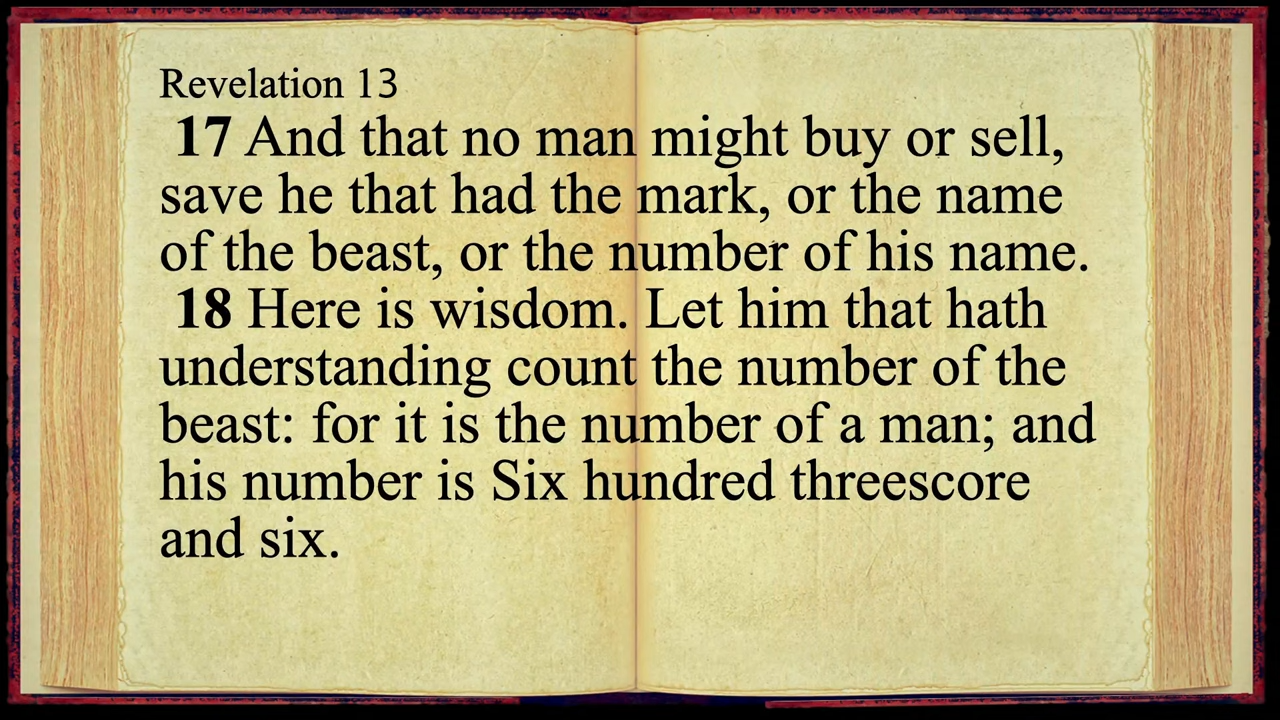 Revelation 13
17 And that no man might buy or sell,
save he that had the mark, or the name
of the beast, or the number of his name.
18 Here is wisdom. Let him that hath
understanding count the number of the
beast: for it is the number of a man; and
his number is Six hundred threescore
and six.